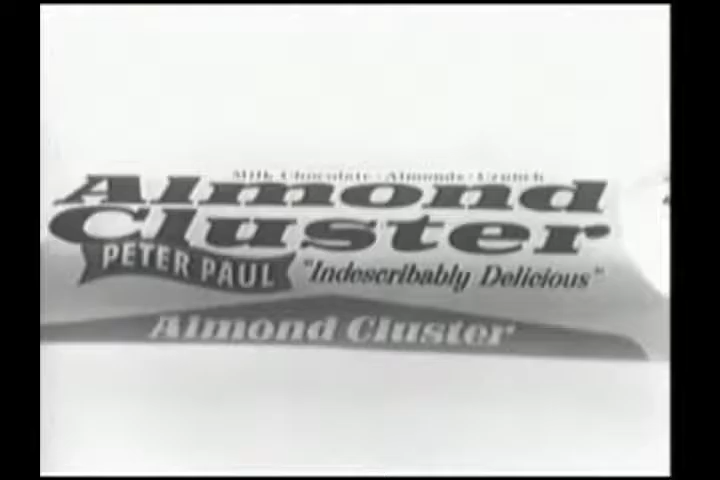 Milk Chocolate · Almonds · Crunch
Almond
Cluster
PETER PAUL
"Indescribably Delicious"
Almond Cluster